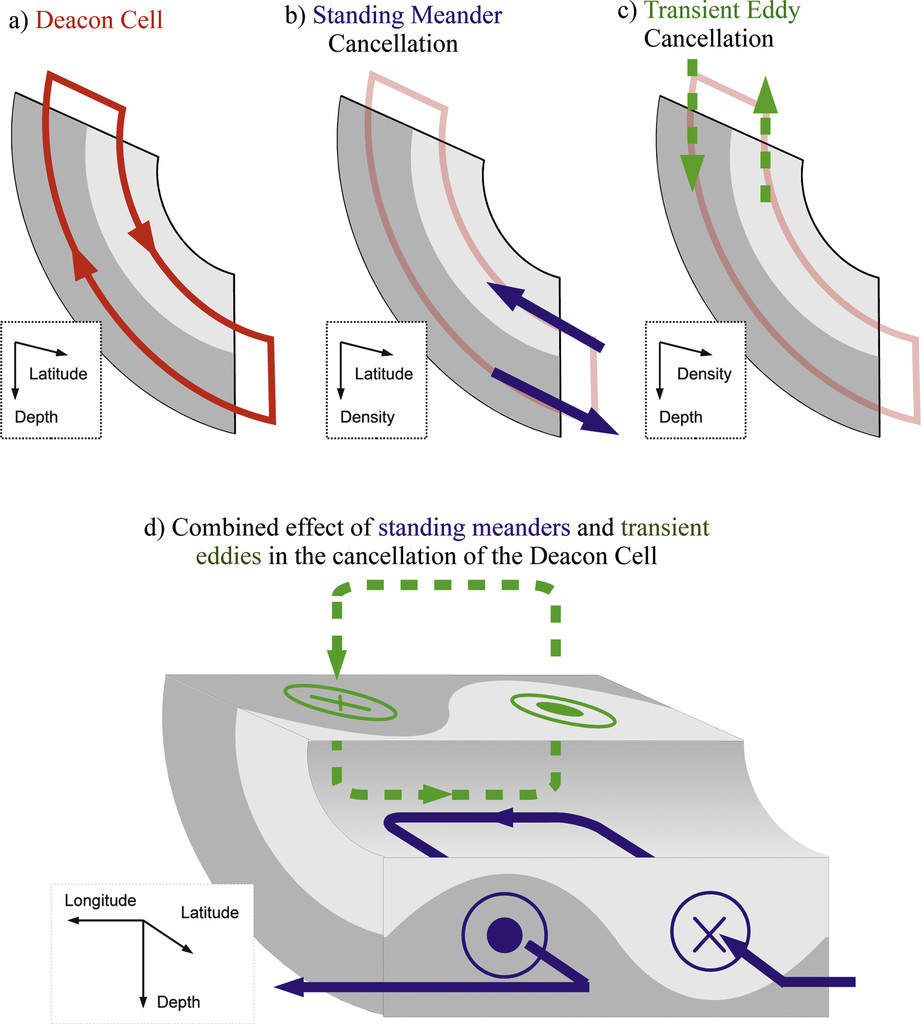 a) Deacon Cell
b) Standing Meander
Cancellation
c) Transient Eddy
Cancellation
Latitude
Depth
Latitude
Density
Density
Depth
d) Combined effect of standing meanders and transient
eddies in the cancellation of the Deacon Cell
Longitude
Latitude
Depth